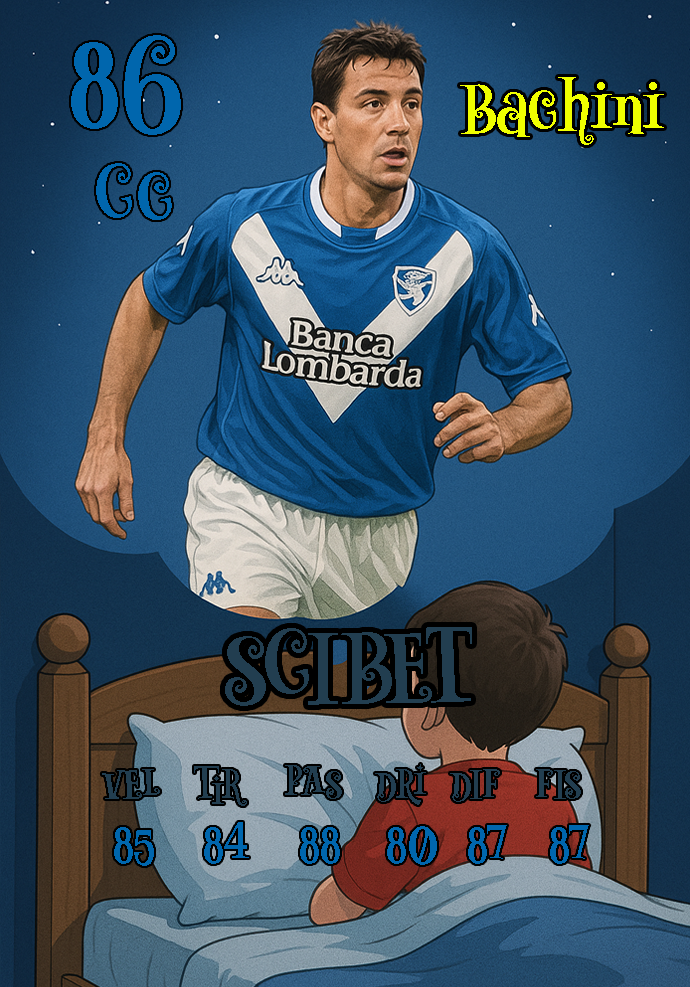 86
CC
Bachini
Banca
Lombarda
SCIBET
VEL TIR PAS DRI DIF FIS
85 84 88 80 87 87